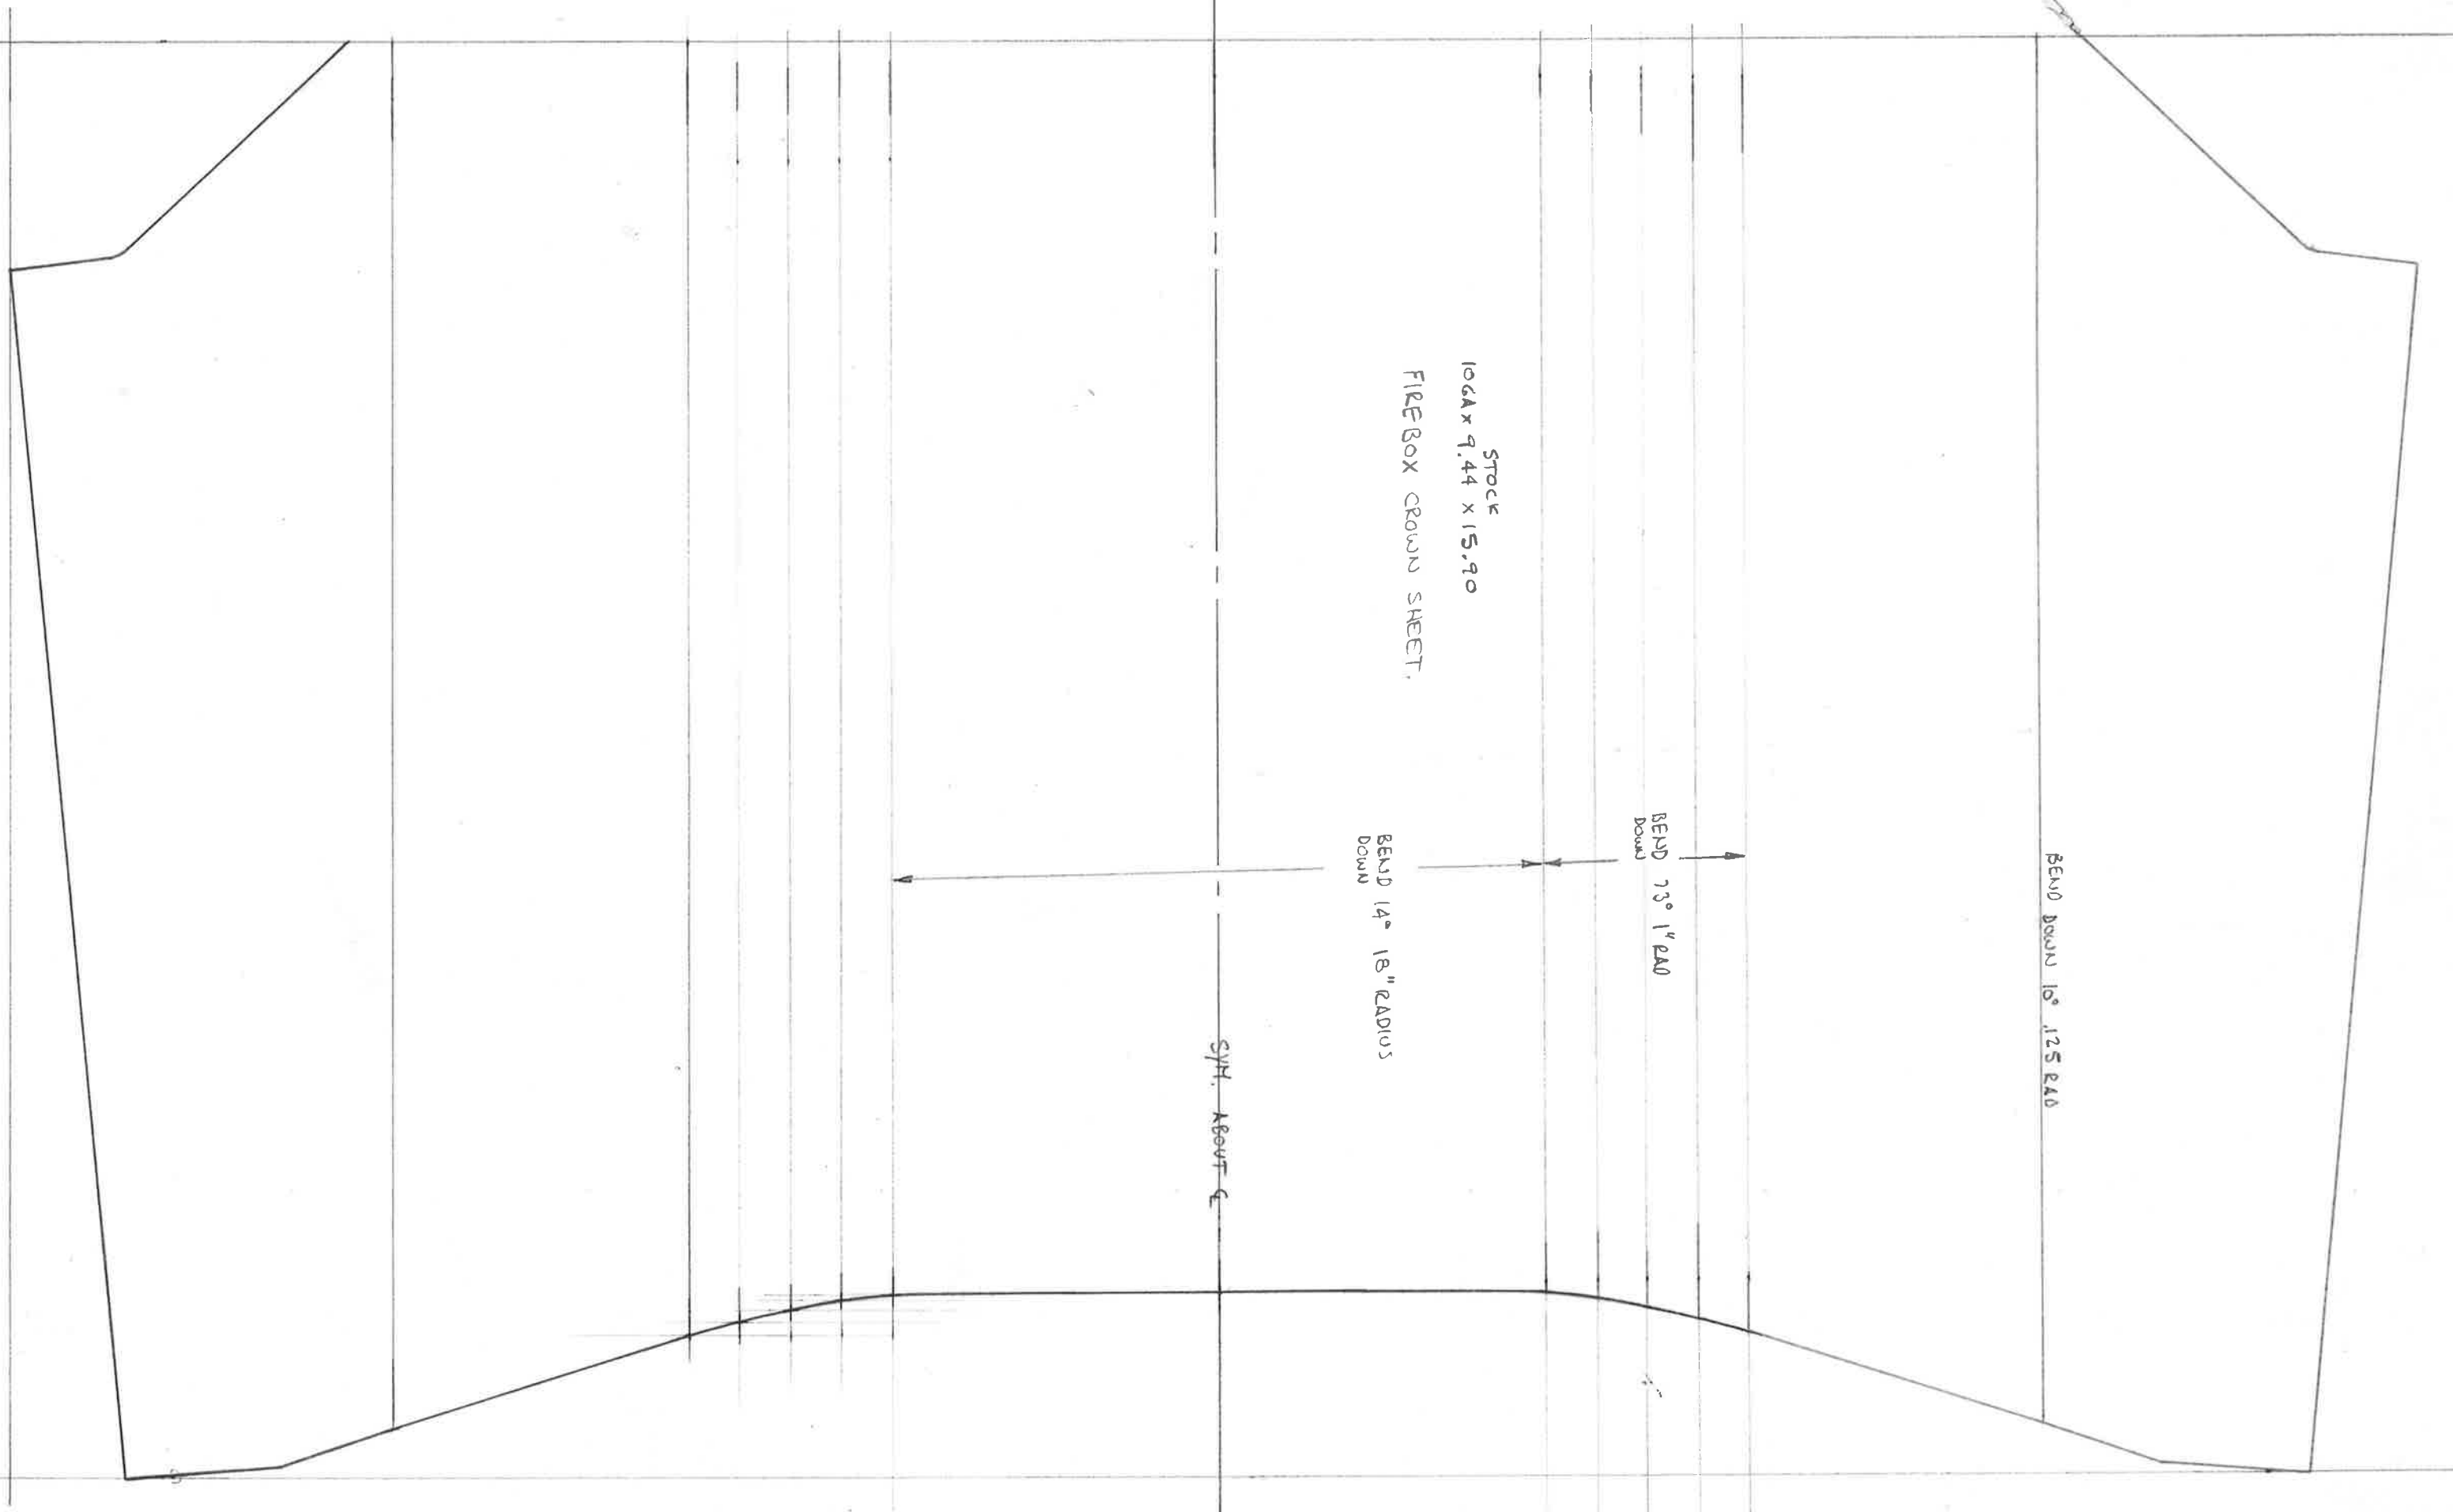 STOCK
10GA x 9.44 x 15.90
FIREBOX CROWN SHEET.
BEND DOWN 10° .125 RAD
BEND 73° 1" RAD
DOWN
BEND 14° 18" RADIUS
DOWN
SYM. ABOUT ℄